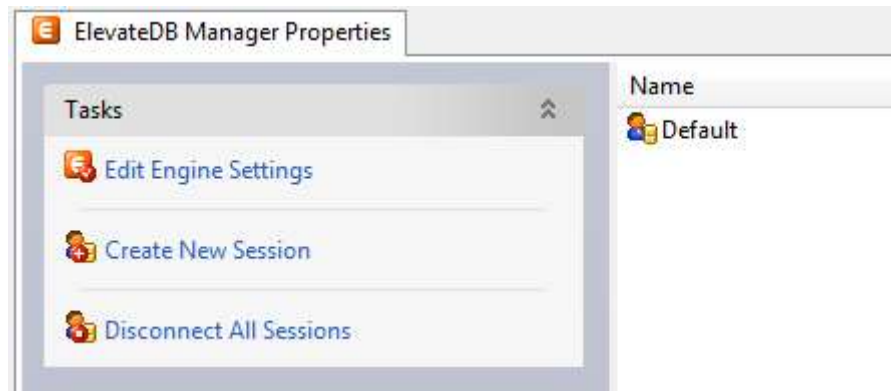 ElevateDB Manager Properties
Tasks
Edit Engine Settings
Create New Session
Disconnect All Sessions
Name
Default